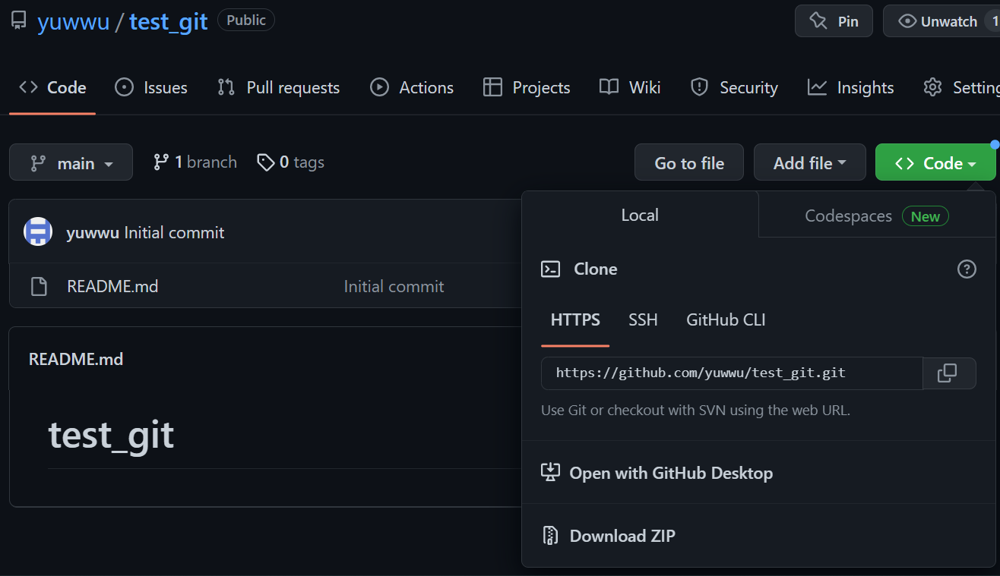 yuwwu / test_git Public Pin Unwatch 1
Code Issues Pull requests Actions Projects Wiki Security Insights Setting
main 1 branch 0 tags Go to file Add file Code
Local Codespaces New
yuwwu Initial commit
Clone
README.md Initial commit
HTTPS SSH GitHub CLI
README.md
https://github.com/yuwwu/test_git.git
Use Git or checkout with SVN using the web URL.
test_git
Open with GitHub Desktop
Download ZIP